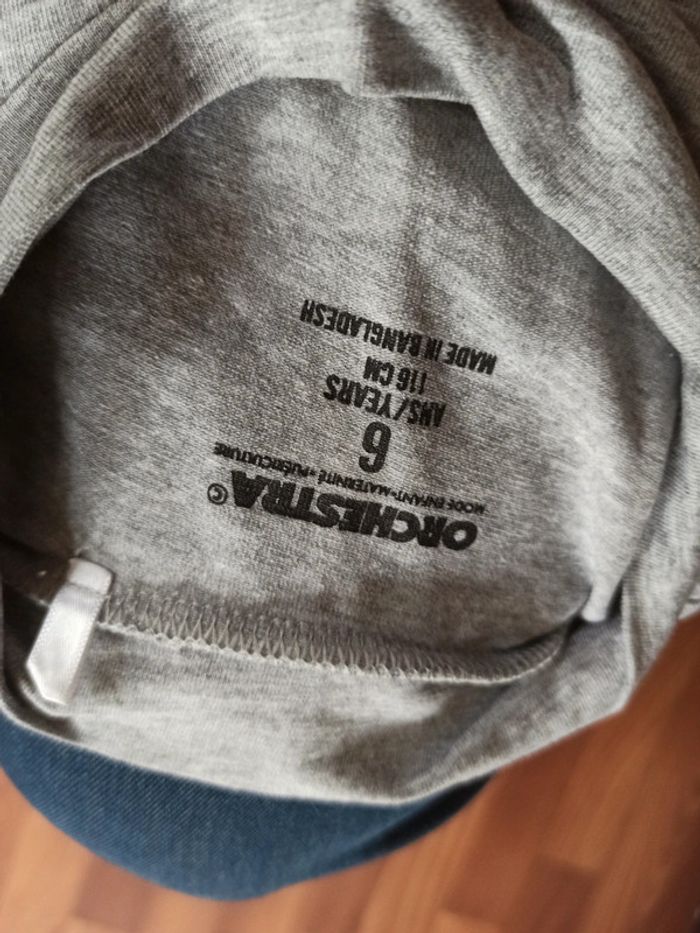 ORCHESTRA©
MODE ENFANT•MATERNITÉ•PUÉRICULTURE
6
ANS/YEARS
116 CM
MADE IN BANGLADESH